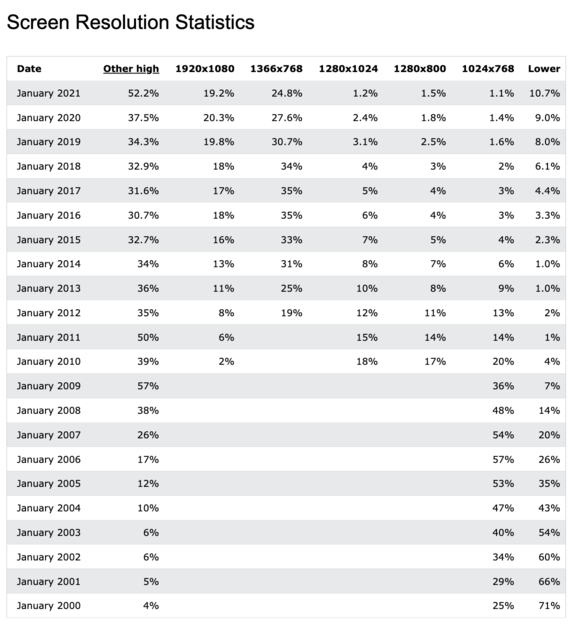 Screen Resolution Statistics
Date Other high 1920x1080 1366x768 1280x1024 1280x800 1024x768 Lower
January 2021 52.2% 19.2% 24.8% 1.2% 1.5% 1.1% 10.7%
January 2020 37.5% 20.3% 27.6% 2.4% 1.8% 1.4% 9.0%
January 2019 34.3% 19.8% 30.7% 3.1% 2.5% 1.6% 8.0%
January 2018 32.9% 18% 34% 4% 3% 2% 6.1%
January 2017 31.6% 17% 35% 5% 4% 3% 4.4%
January 2016 30.7% 18% 35% 6% 4% 3% 3.3%
January 2015 32.7% 16% 33% 7% 5% 4% 2.3%
January 2014 34% 13% 31% 8% 7% 6% 1.0%
January 2013 36% 11% 25% 10% 8% 9% 1.0%
January 2012 35% 8% 19% 12% 11% 13% 2%
January 2011 50% 6% 15% 14% 14% 1%
January 2010 39% 2% 18% 17% 20% 4%
January 2009 57% 36% 7%
January 2008 38% 48% 14%
January 2007 26% 54% 20%
January 2006 17% 57% 26%
January 2005 12% 53% 35%
January 2004 10% 47% 43%
January 2003 6% 40% 54%
January 2002 6% 34% 60%
January 2001 5% 29% 66%
January 2000 4% 25% 71%